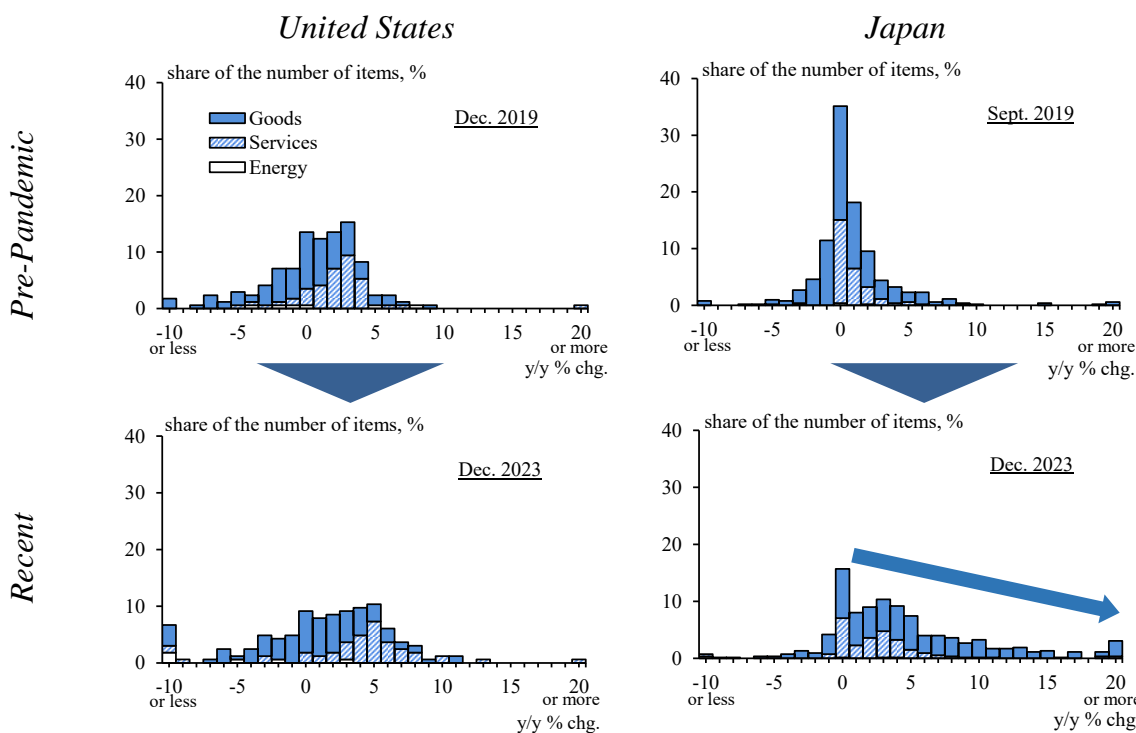 United States
Japan
Pre-Pandemic
share of the number of items, %
40
30
20
10
0
Goods
Services
Energy
Dec. 2019
-10 -5 0 5 10 20
or less
or more
y/y % chg.
share of the number of items, %
40
30
20
10
0
Sept. 2019
-10 -5 0 5 10 20
or less
or more
y/y % chg.
Recent
share of the number of items, %
40
30
20
10
0
Dec. 2023
-10 -5 0 5 10 20
or less
or more
y/y % chg.
share of the number of items, %
40
30
20
10
0
Dec. 2023
-10 -5 0 5 10 20
or less
or more
y/y % chg.